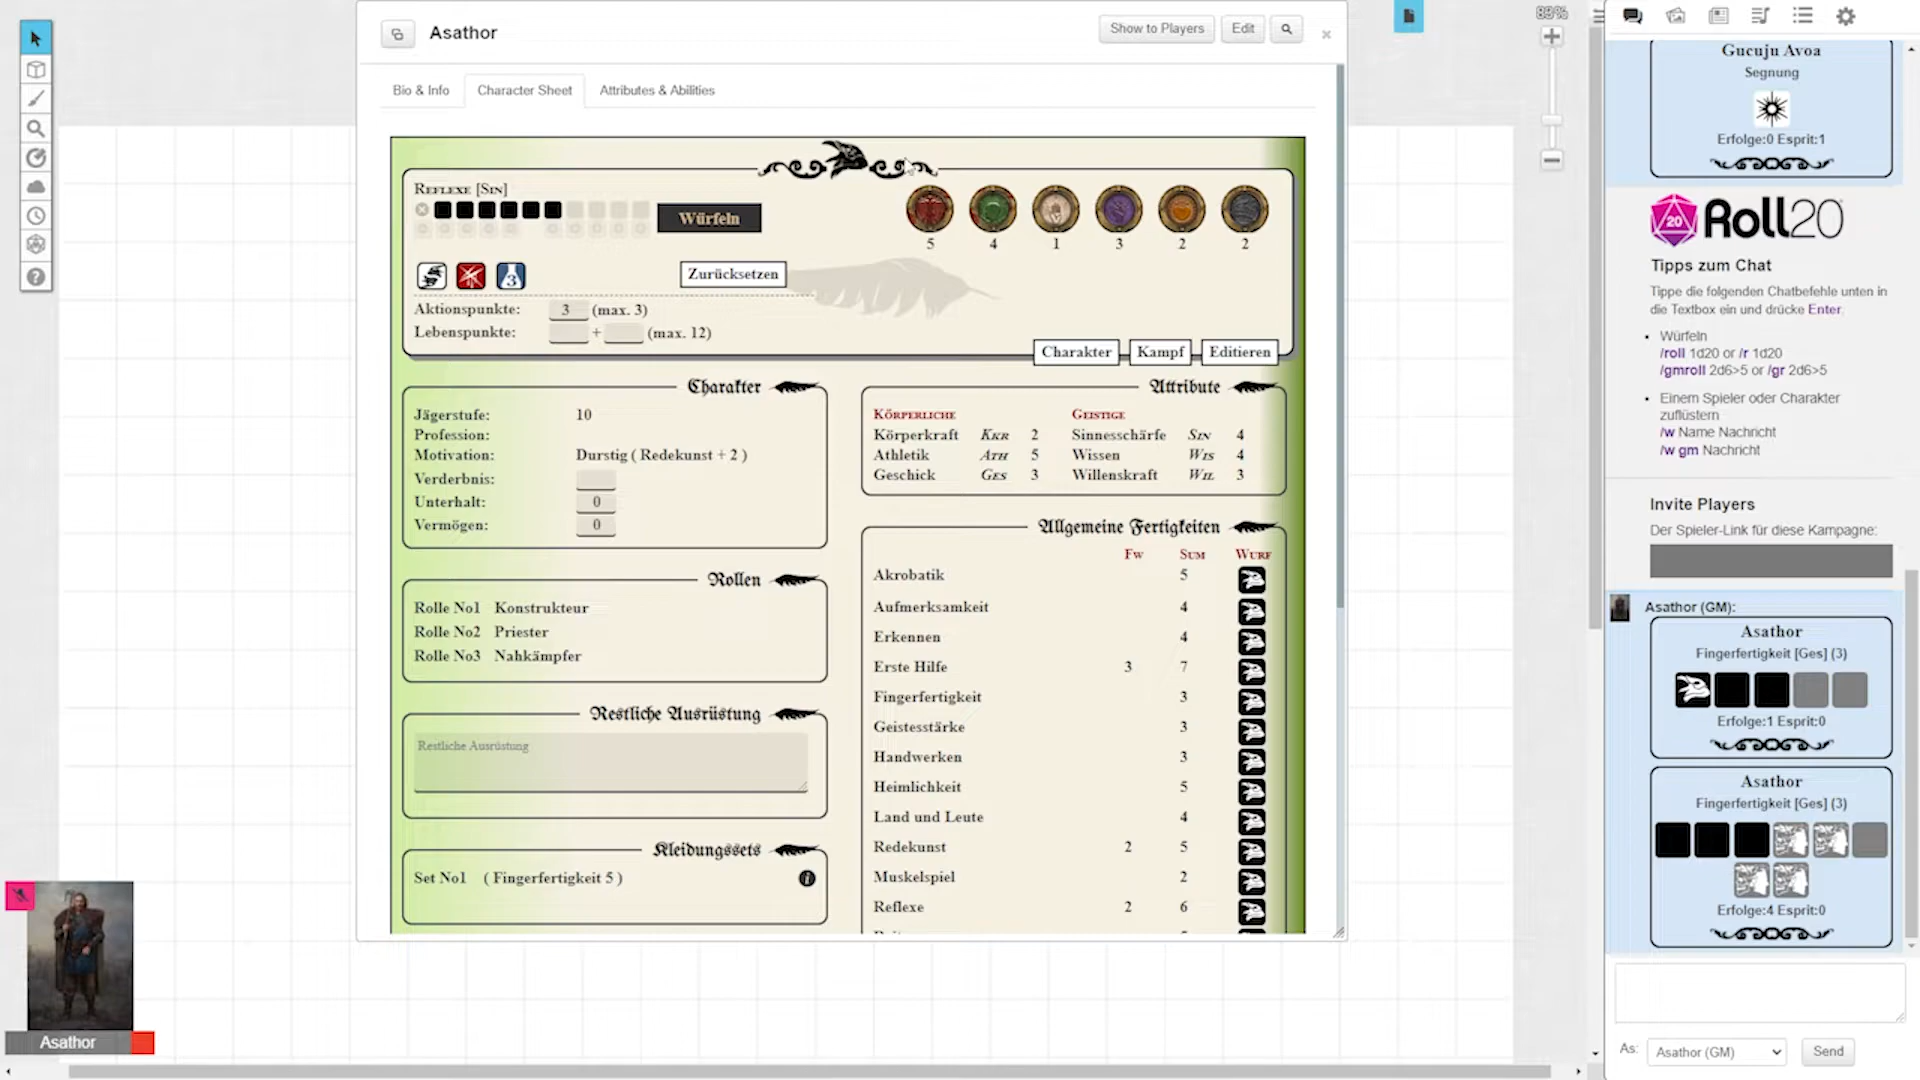 Asathor
Show to Players
Edit
Bio & Info
Character Sheet
Attributes & Abilities
Reflexe [Sin]
Würfeln
5 4 1 3 2 2
3
Zurücksetzen
Aktionspunkte: 3 (max. 3)
Lebenspunkte: + (max. 12)
Charakter
Kampf
Editieren
Charakter
Jägerstufe: 10
Profession:
Motivation: Durstig ( Redekunst + 2 )
Verderbnis:
Unterhalt: 0
Vermögen: 0
Rollen
Rolle No1 Konstrukteur
Rolle No2 Priester
Rolle No3 Nahkämpfer
Restliche Ausrüstung
Restliche Ausrüstung
Kleidungssets
Set No1 ( Fingerfertigkeit 5 )
Attribute
Körperliche Geistige
Körperkraft Kkr 2 Sinnesschärfe Sin 4
Athletik Ath 5 Wissen Wis 4
Geschick Ges 3 Willenskraft Wil 3
Allgemeine Fertigkeiten
Fw Sum Wurf
Akrobatik 5
Aufmerksamkeit 4
Erkennen 4
Erste Hilfe 3 7
Fingerfertigkeit 3
Geistesstärke 3
Handwerken 3
Heimlichkeit 5
Land und Leute 4
Redekunst 2 5
Muskelspiel 2
Reflexe 2 6
Asathor
83%
Gucuju Avoa
Segnung
Erfolge:0 Esprit:1
20
Roll20
Tipps zum Chat
Tippe die folgenden Chatbefehle unten in
die Textbox ein und drücke Enter.
Würfeln
/roll 1d20 or /r 1d20
/gmroll 2d6>5 or /gr 2d6>5
Einem Spieler oder Charakter
zuflüstern
/w Name Nachricht
/w gm Nachricht
Invite Players
Der Spieler-Link für diese Kampagne:
Asathor (GM):
Asathor
Fingerfertigkeit [Ges] (3)
Erfolge:1 Esprit:0
Asathor
Fingerfertigkeit [Ges] (3)
Erfolge:4 Esprit:0
As: Asathor (GM) Send